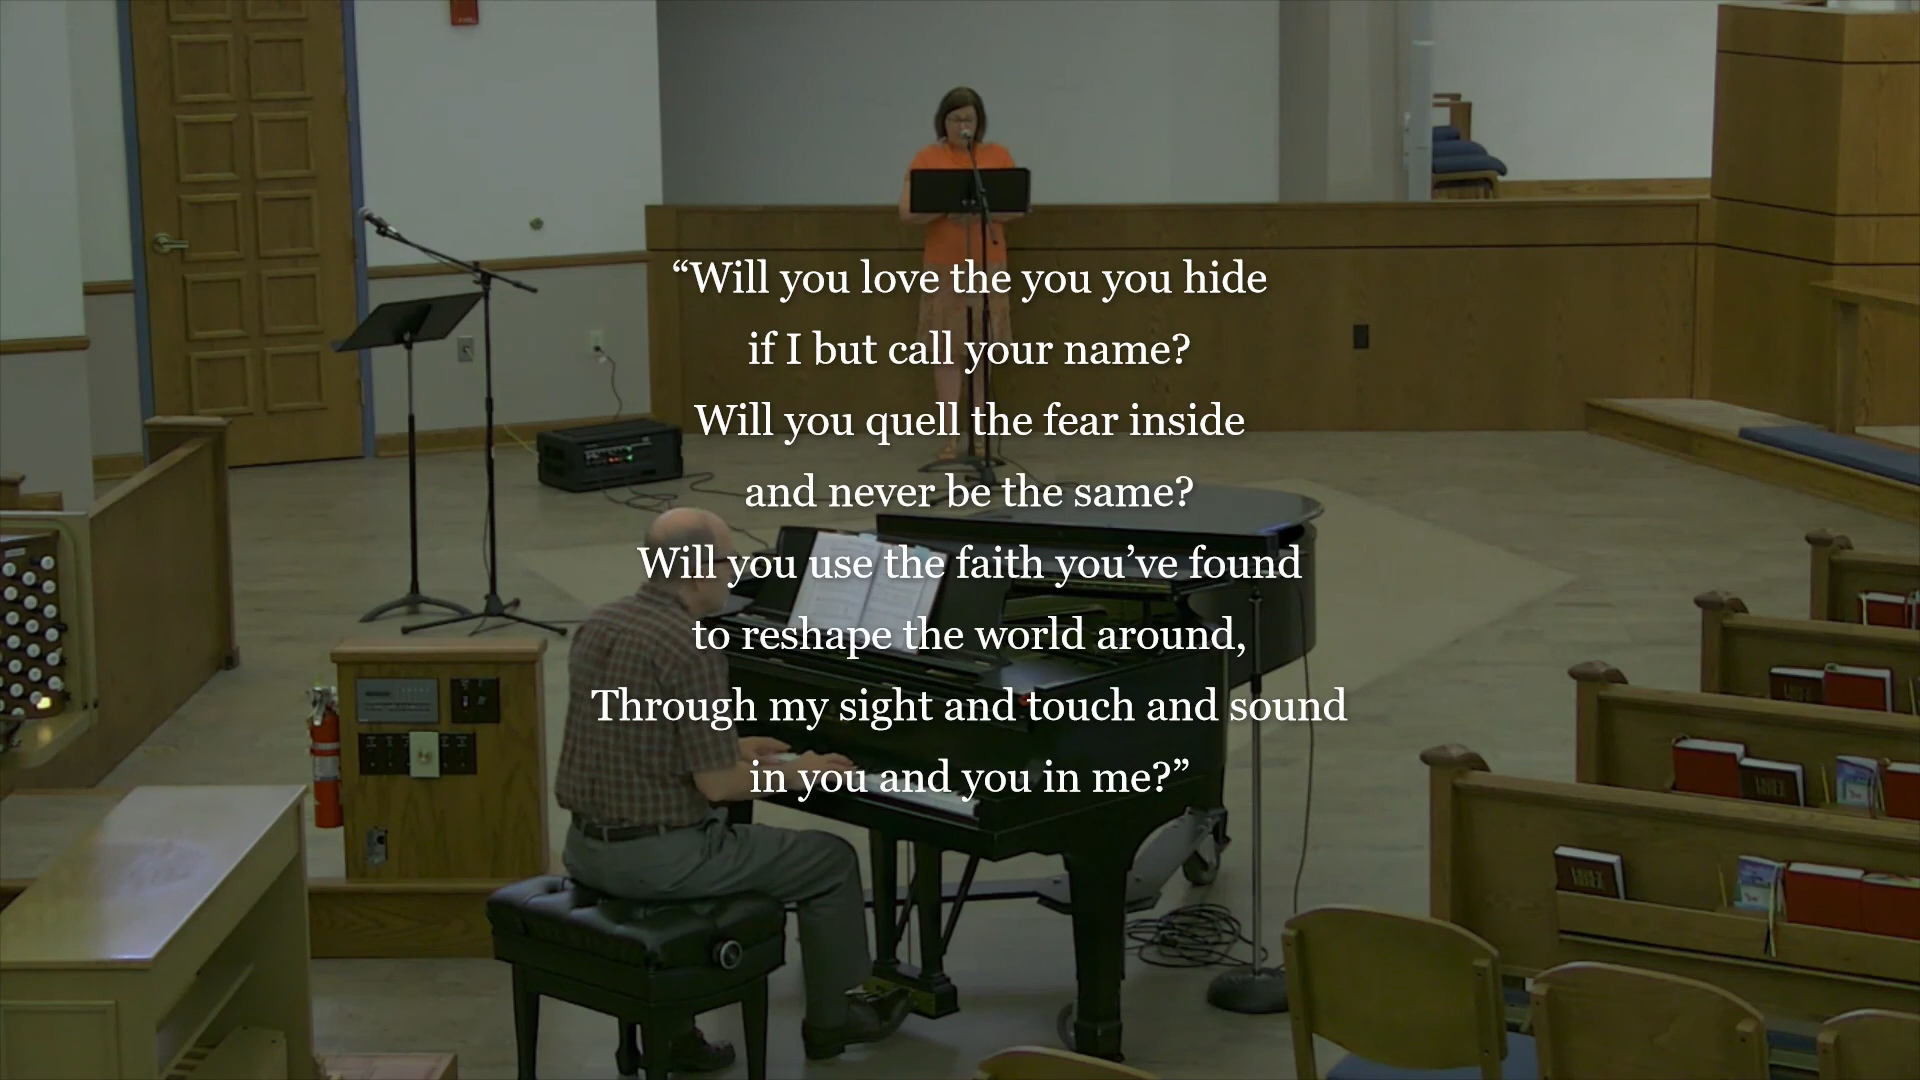 “Will you love the you you hide
if I but call your name?
Will you quell the fear inside
and never be the same?
Will you use the faith you’ve found
to reshape the world around,
Through my sight and touch and sound
in you and you in me?”